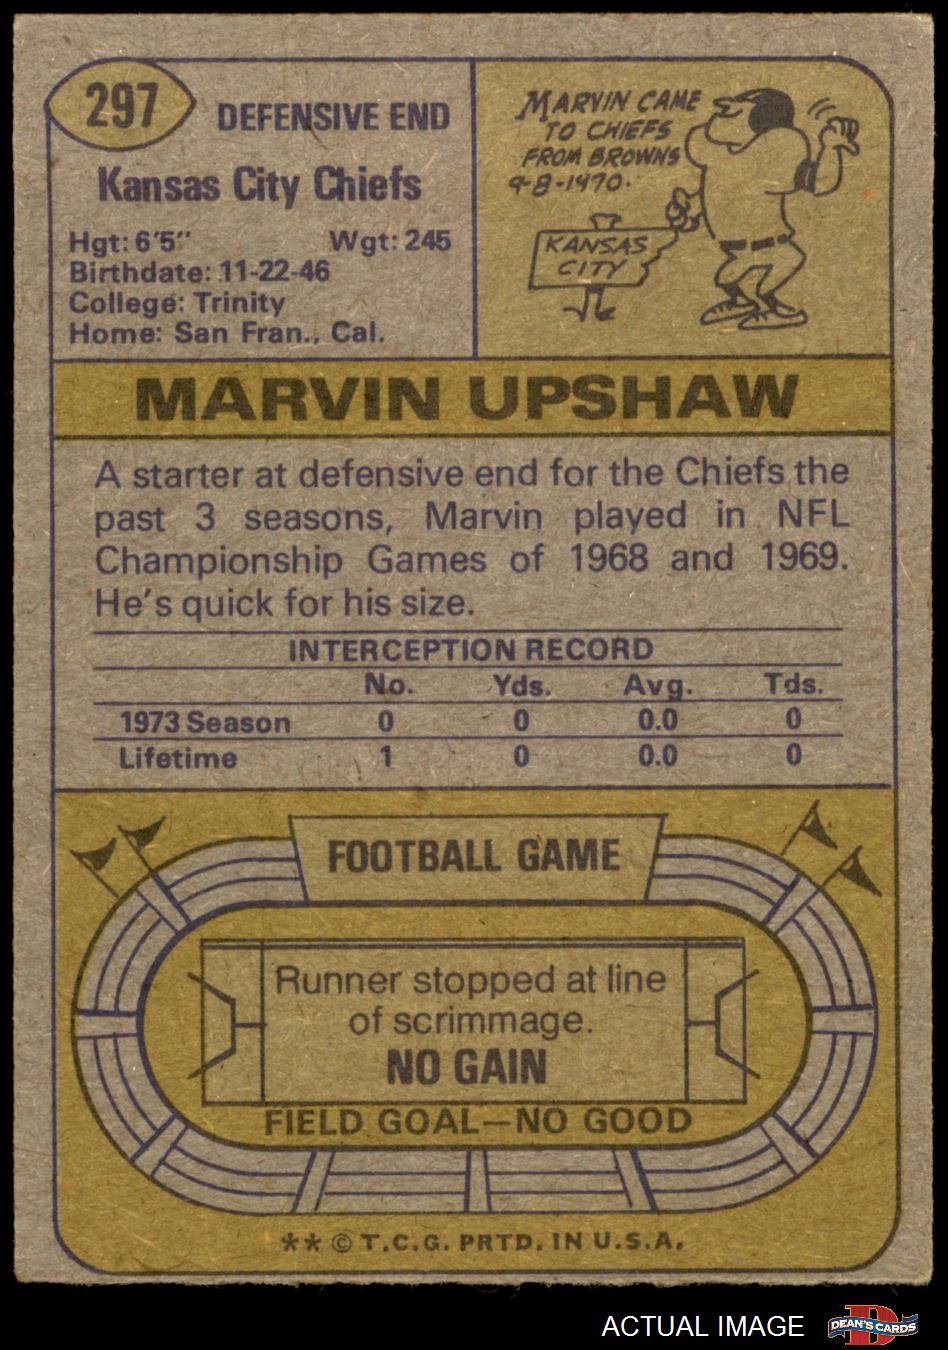 297
DEFENSIVE END
Kansas City Chiefs
Hgt: 6'5" Wgt: 245
Birthdate: 11-22-46
College: Trinity
Home: San Fran., Cal.
MARVIN CAME
TO CHIEFS
FROM BROWNS
9-8-1970.
KANSAS
CITY
MARVIN UPSHAW
A starter at defensive end for the Chiefs the
past 3 seasons, Marvin played in NFL
Championship Games of 1968 and 1969.
He's quick for his size.
INTERCEPTION RECORD
No. Yds. Avg. Tds.
1973 Season 0 0 0.0 0
Lifetime 1 0 0.0 0
FOOTBALL GAME
Runner stopped at line
of scrimmage.
NO GAIN
FIELD GOAL—NO GOOD
** © T.C.G. PRTD. IN U.S.A.
ACTUAL IMAGE
D
DEAN'S CARDS